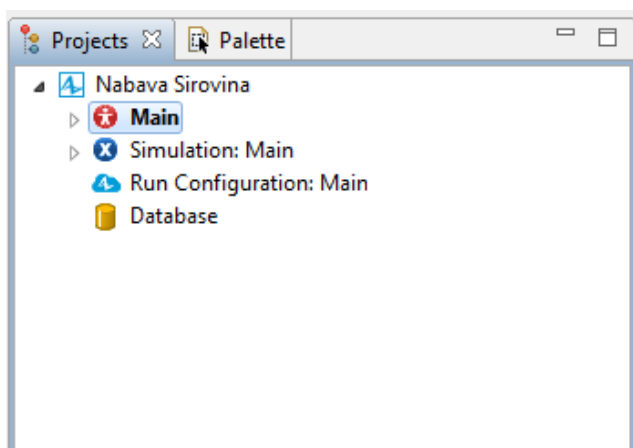 Projects Palette
Nabava Sirovina
Main
Simulation: Main
Run Configuration: Main
Database